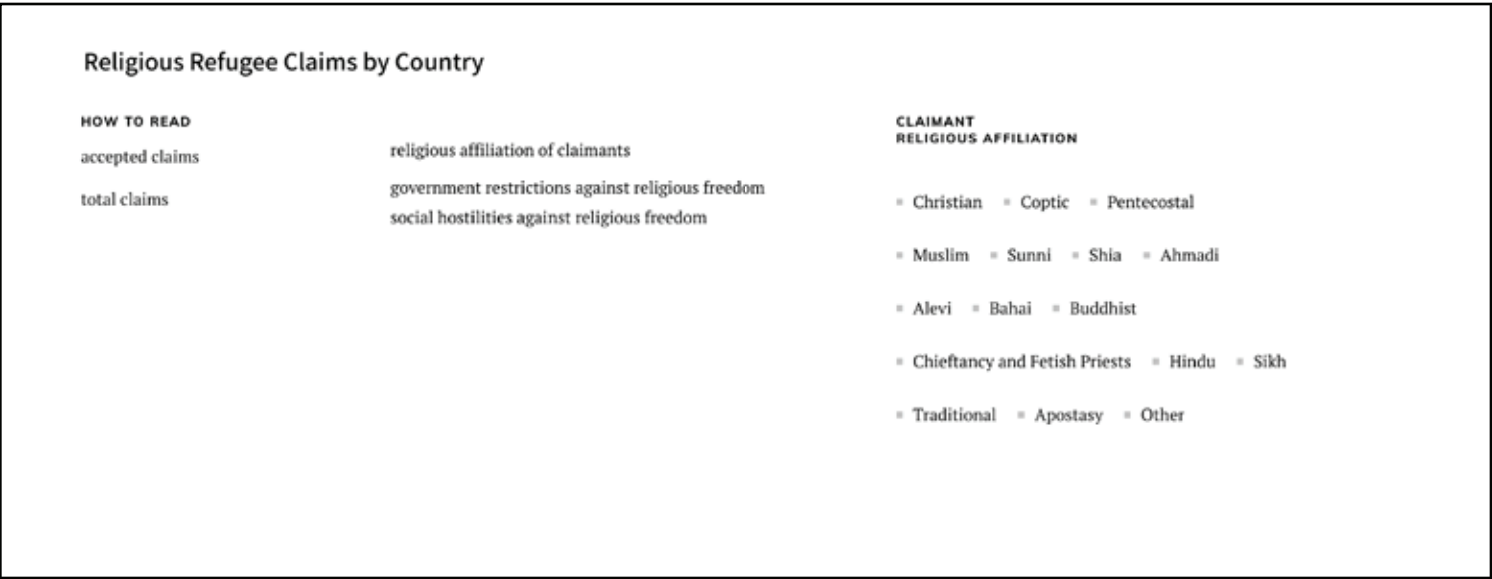 Religious Refugee Claims by Country
HOW TO READ
accepted claims
total claims
religious affiliation of claimants
government restrictions against religious freedom
social hostilities against religious freedom
CLAIMANT
RELIGIOUS AFFILIATION
Christian Coptic Pentecostal
Muslim Sunni Shia Ahmadi
Alevi Bahai Buddhist
Chieftancy and Fetish Priests Hindu Sikh
Traditional Apostasy Other